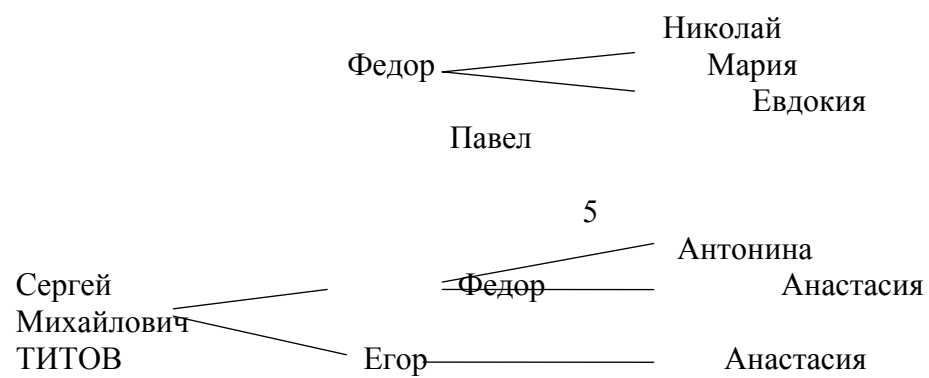 Николай
Федор Мария
Евдокия
Павел
5
Антонина
Сергей Федор Анастасия
Михайлович
ТИТОВ Егор Анастасия